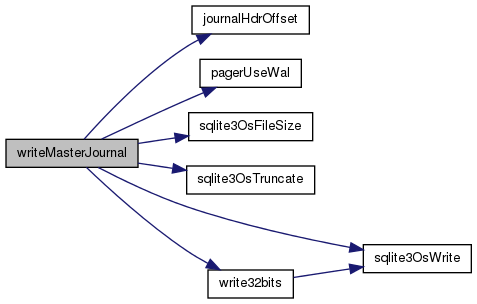 journalHdrOffset
pagerUseWal
sqlite3OsFileSize
writeMasterJournal
sqlite3OsTruncate
sqlite3OsWrite
write32bits